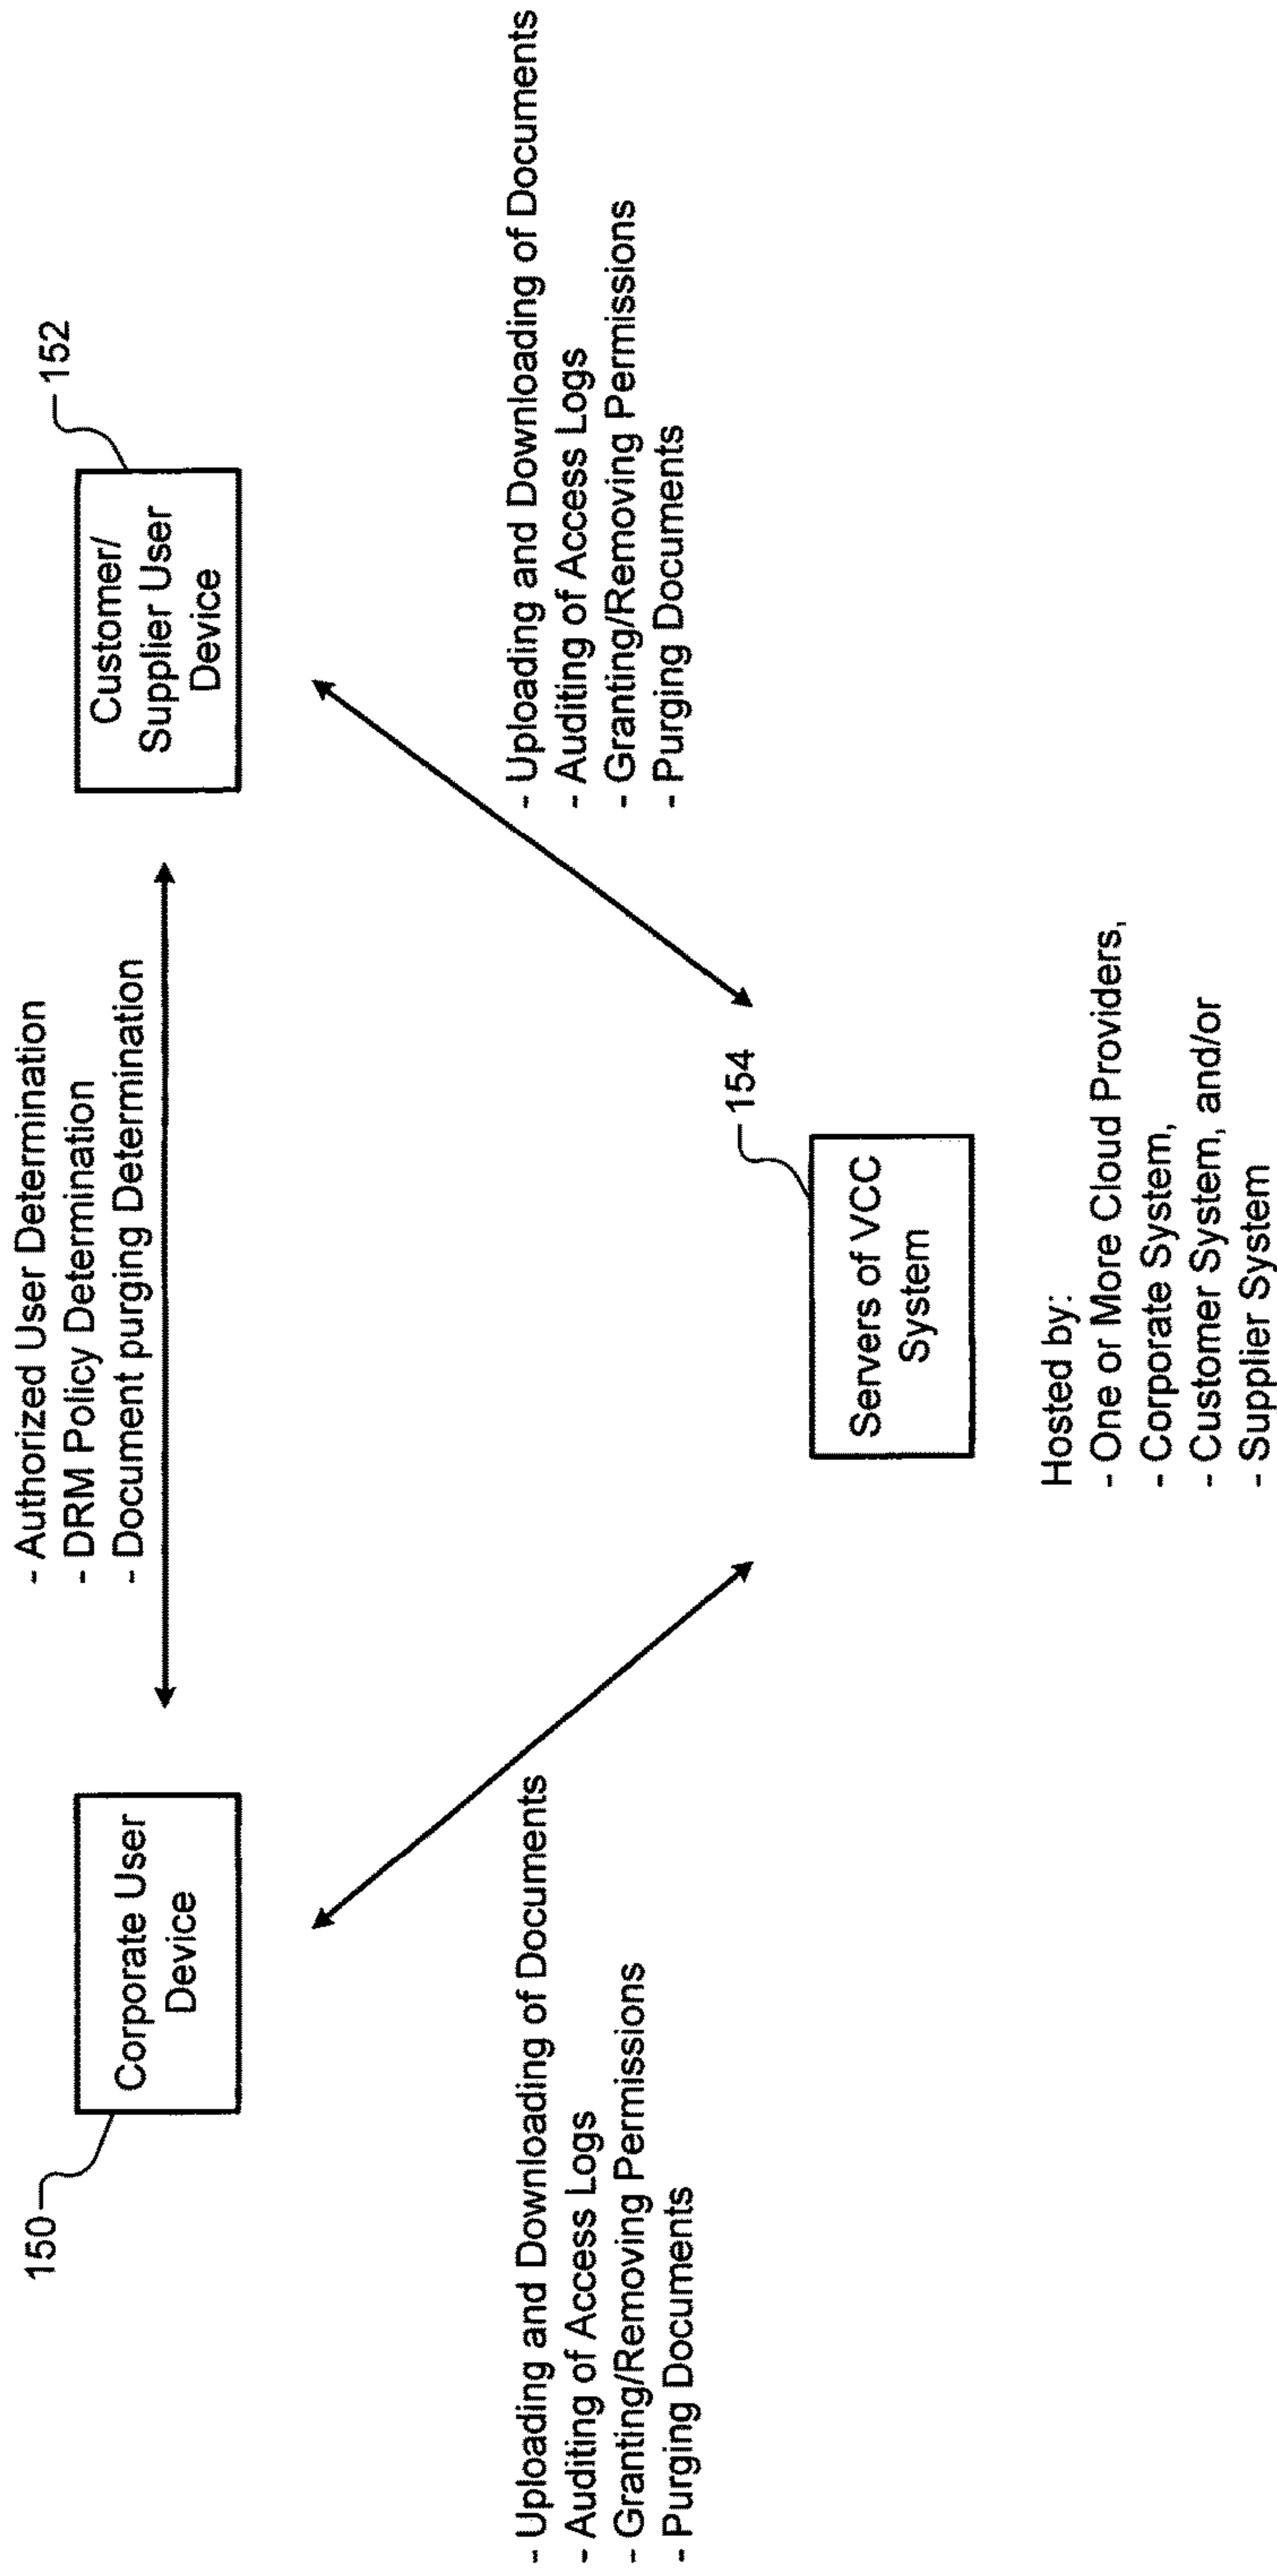 - Authorized User Determination
- DRM Policy Determination
- Document purging Determination
150
Corporate User
Device
152
Customer/
Supplier User
Device
- Uploading and Downloading of Documents
- Auditing of Access Logs
- Granting/Removing Permissions
- Purging Documents
- Uploading and Downloading of Documents
- Auditing of Access Logs
- Granting/Removing Permissions
- Purging Documents
154
Servers of VCC
System
Hosted by:
- One or More Cloud Providers,
- Corporate System,
- Customer System, and/or
- Supplier System